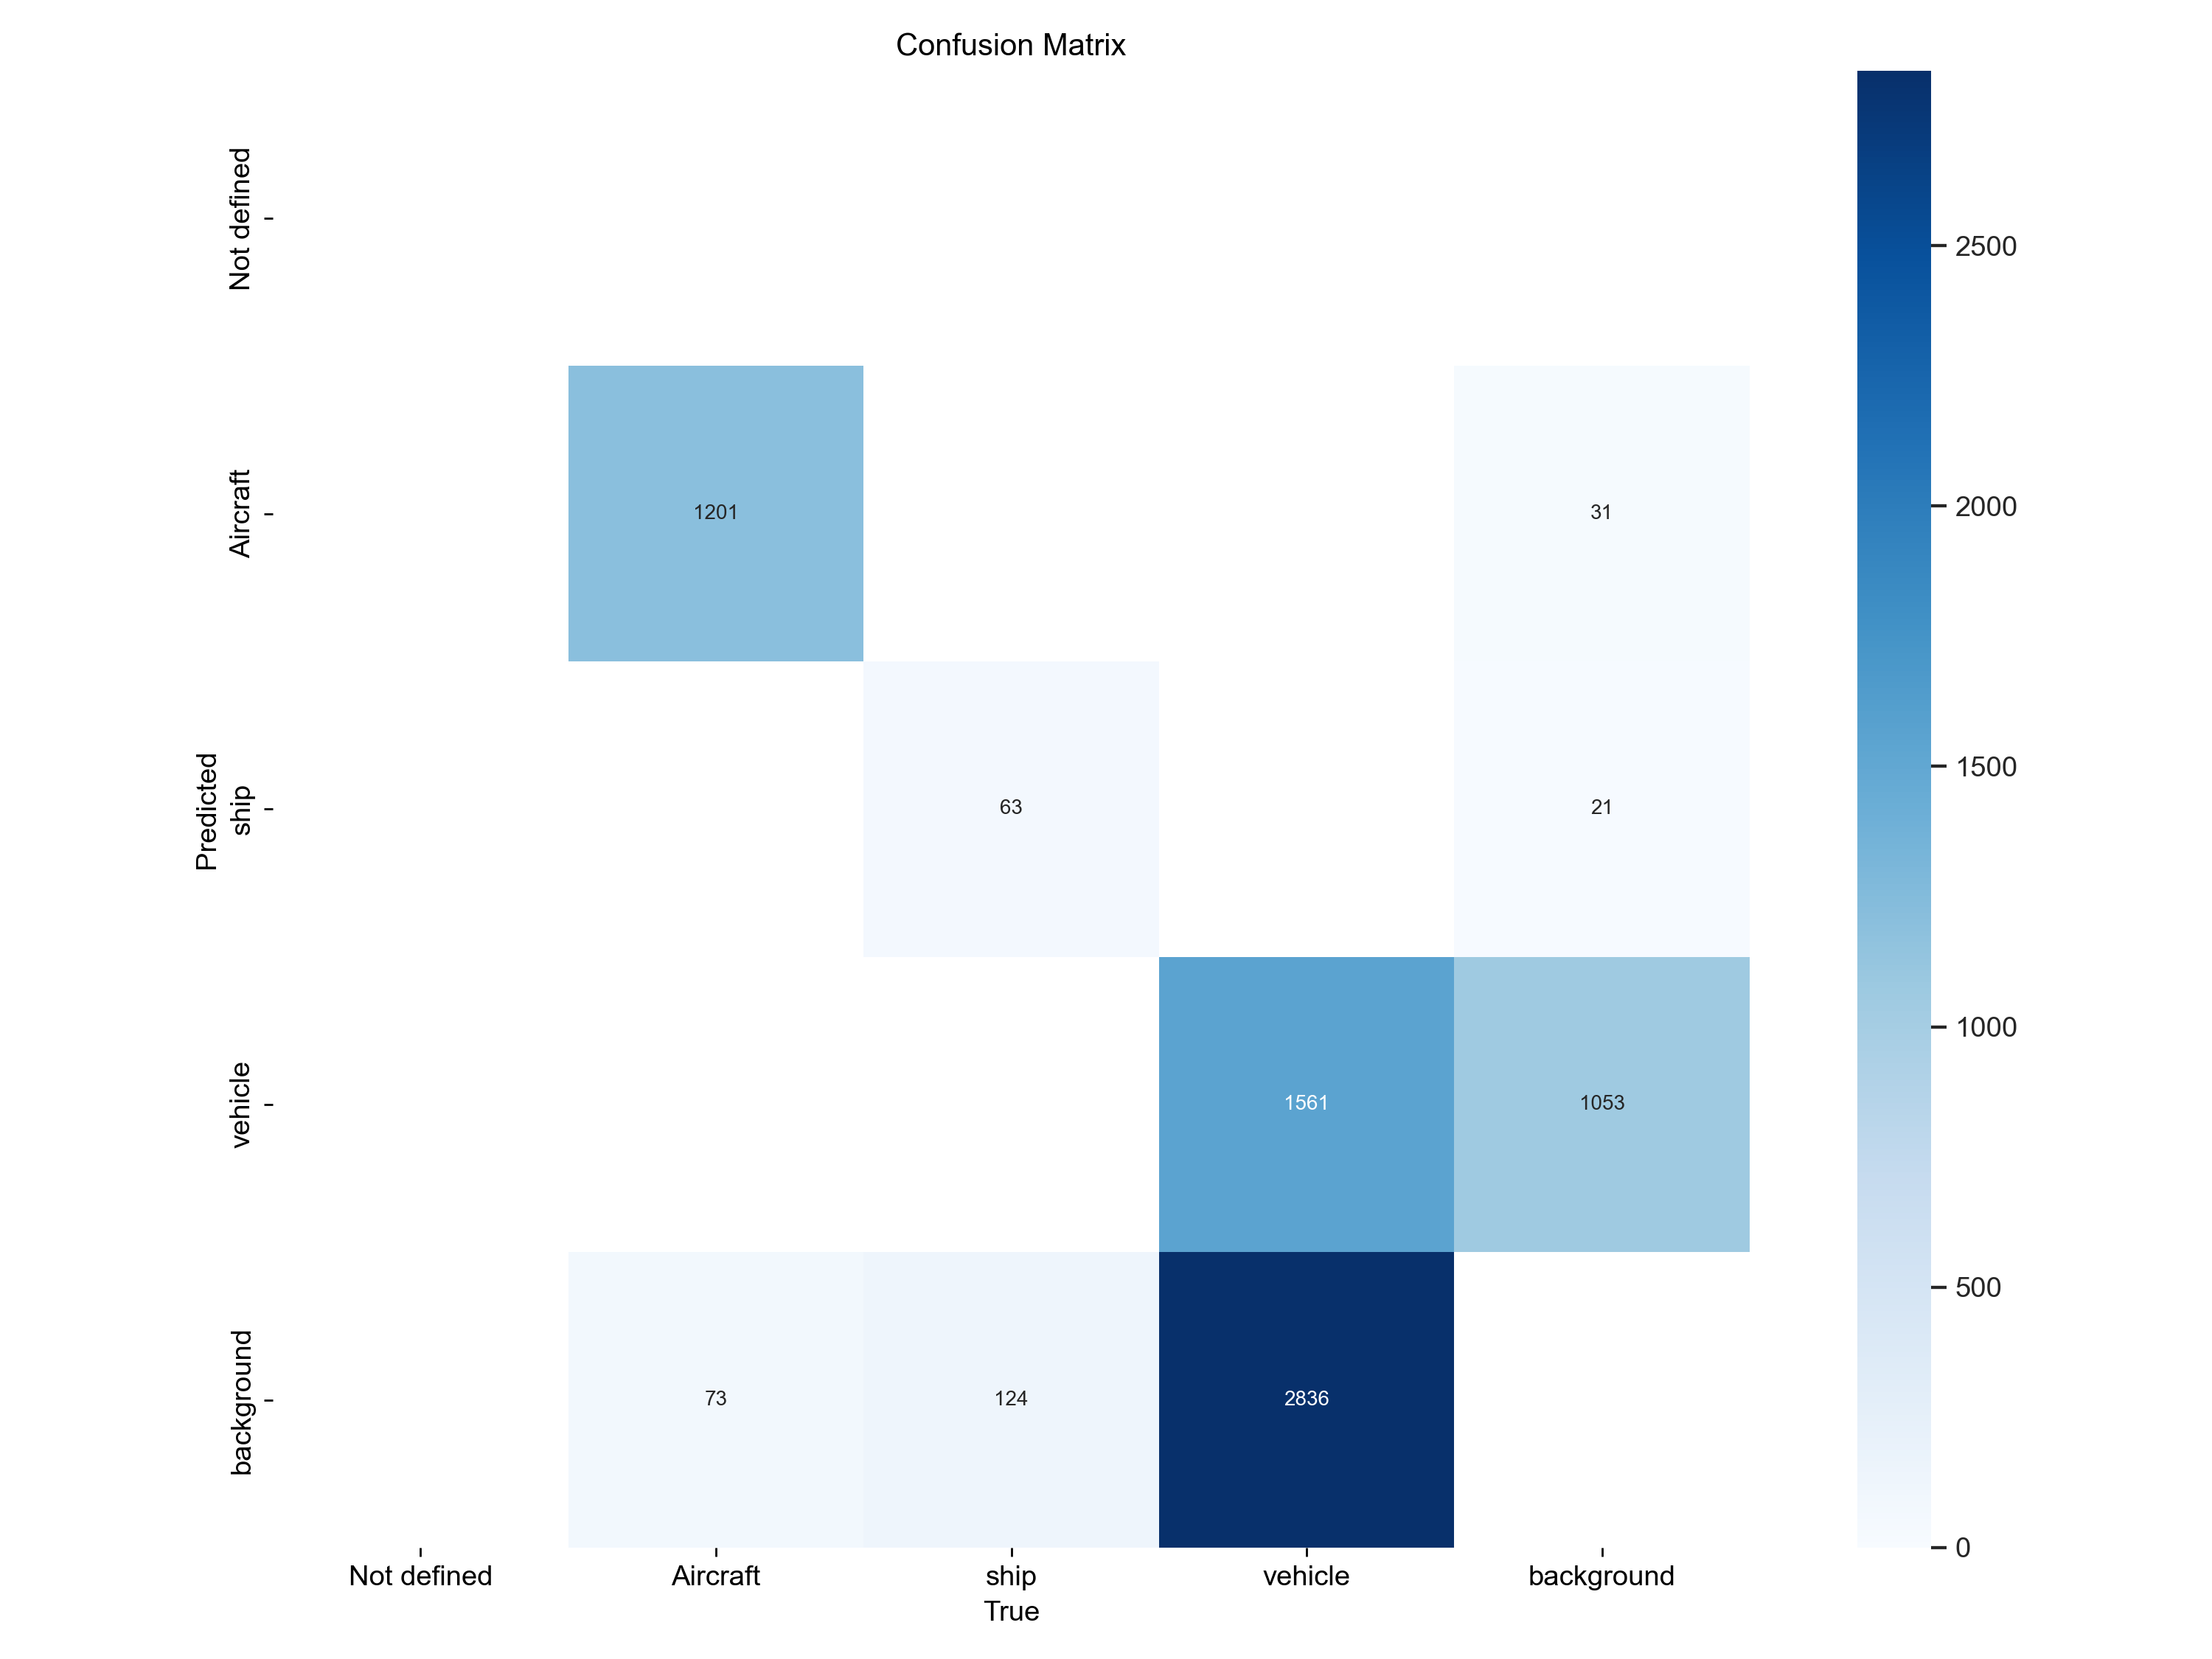 Confusion Matrix
Not defined
Aircraft
ship
vehicle
background
Predicted
1201
31
63
21
1561
1053
73
124
2836
Not defined
Aircraft
ship
vehicle
background
True
2500
2000
1500
1000
500
0